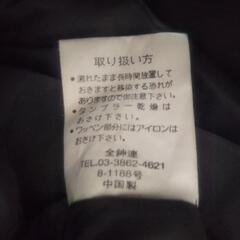 取り扱い方
●濡れたまま長時間放置して
おきますと移染する恐れが
ありますので御注意下さい。
●タンブラー乾燥は
おさけ下さい。
●ワッペン部分にはアイロンは
おさけ下さい。
全紳連
TEL.03-3862-4621
8-1188号
中国製